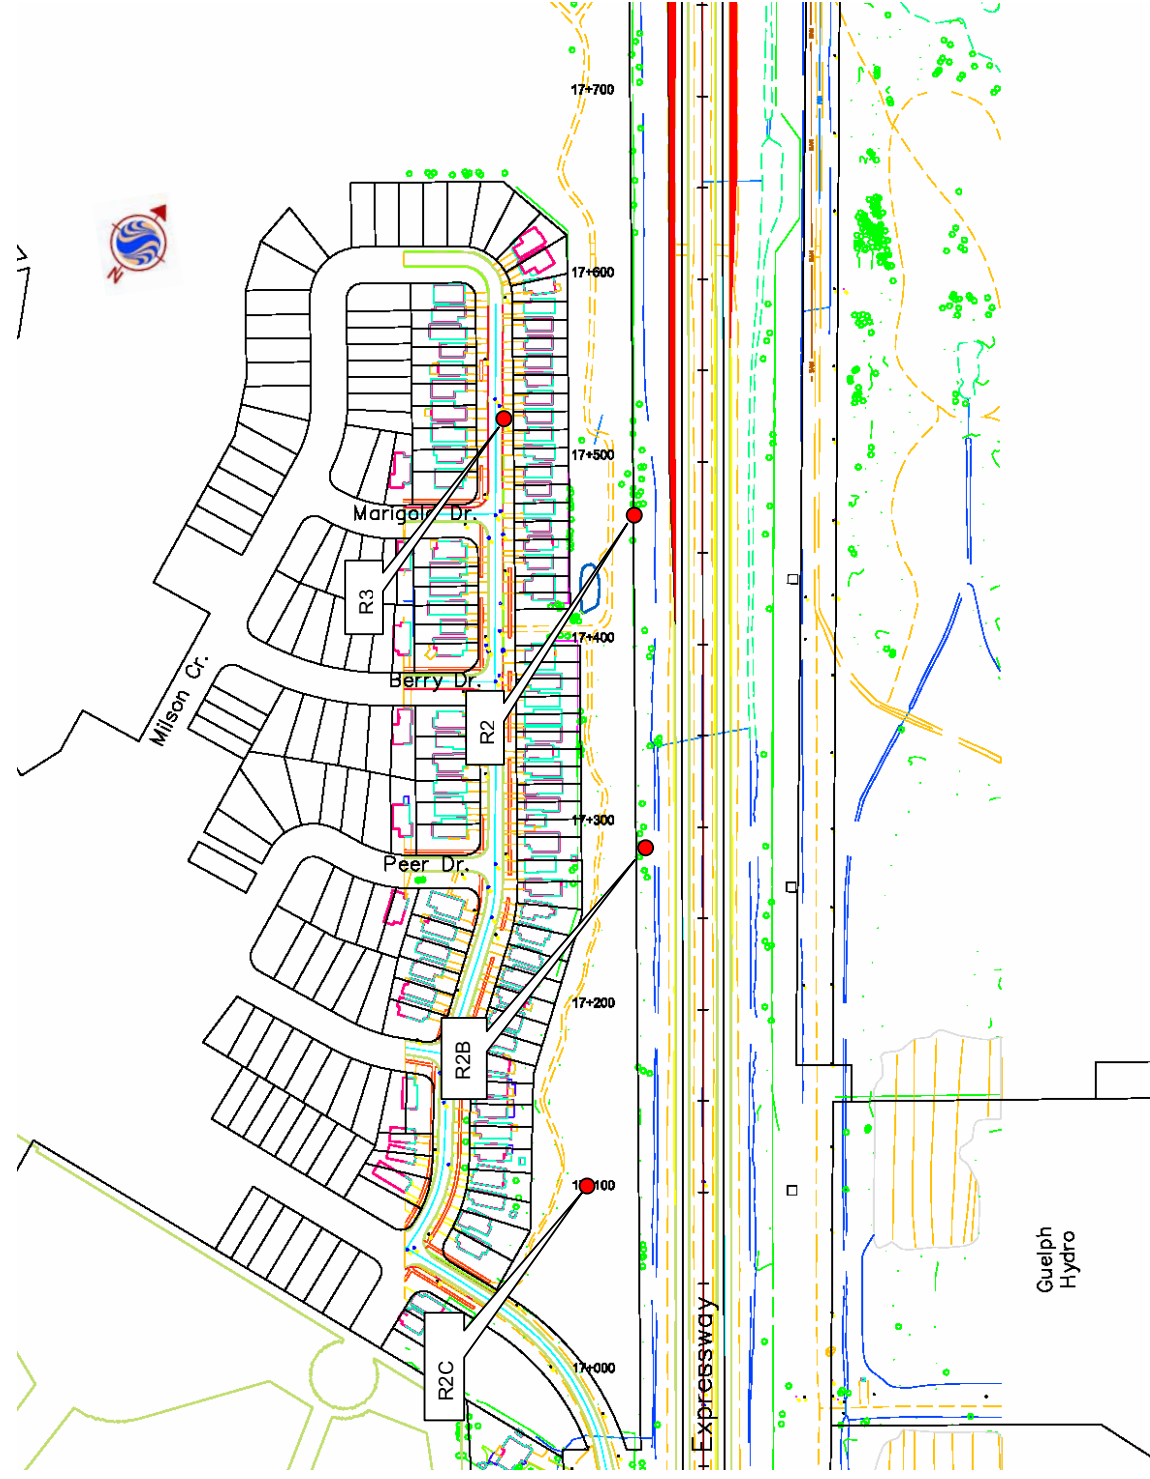 17+700
N
17+600
17+500
Marigold Dr.
R3
17+400
Milson Cr.
Berry Dr.
R2
17+300
Peer Dr.
17+200
R2B
Guelph
Hydro
R2C
17+000
Expressway